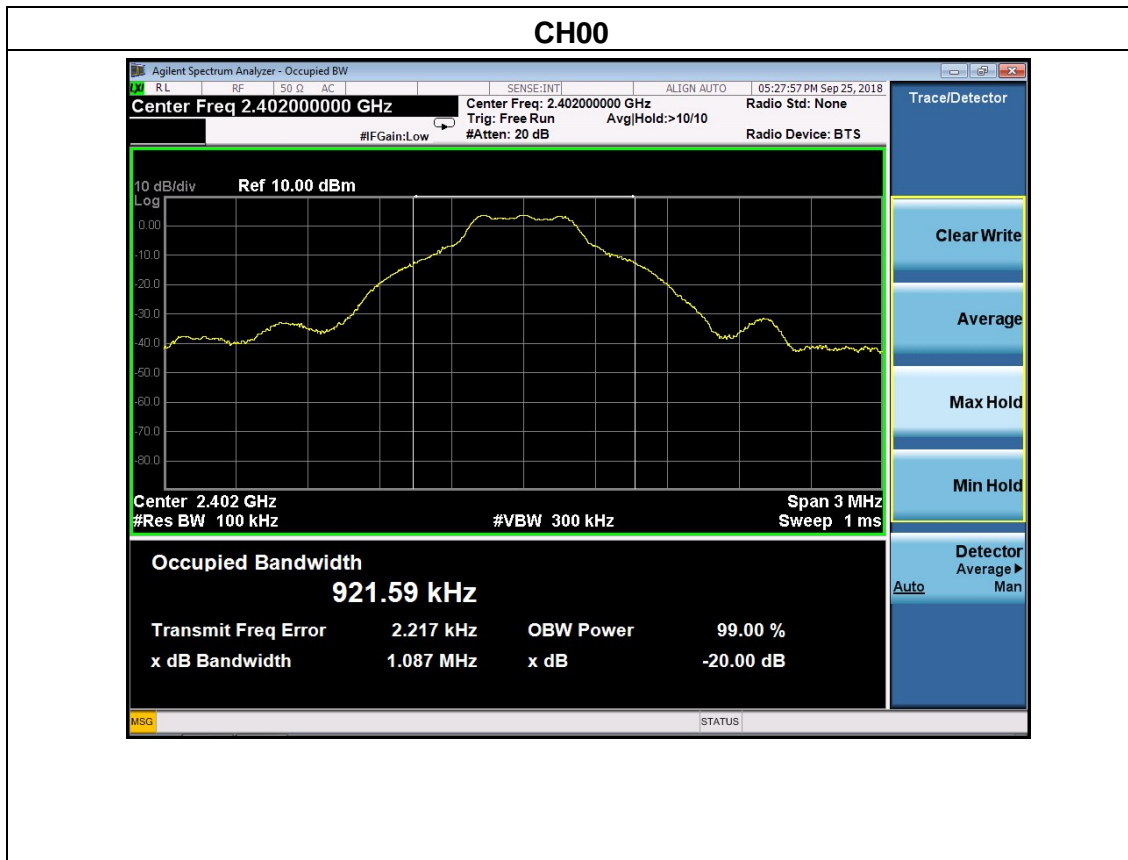 CH00
Agilent Spectrum Analyzer - Occupied BW
LXI RL RF 50 Ω AC SENSE:INT ALIGN AUTO 05:27:57 PM Sep 25, 2018
Center Freq 2.402000000 GHz
Center Freq: 2.402000000 GHz Radio Std: None
Trig: Free Run Avg|Hold:>10/10
#IFGain:Low #Atten: 20 dB Radio Device: BTS
10 dB/div Ref 10.00 dBm
Log
0.00
-10.0
-20.0
-30.0
-40.0
-50.0
-60.0
-70.0
-80.0
Center 2.402 GHz Span 3 MHz
#Res BW 100 kHz #VBW 300 kHz Sweep 1 ms
Occupied Bandwidth
921.59 kHz
Transmit Freq Error 2.217 kHz OBW Power 99.00 %
x dB Bandwidth 1.087 MHz x dB -20.00 dB
MSG STATUS
Trace/Detector
Clear Write
Average
Max Hold
Min Hold
Detector
Average▶
Auto Man